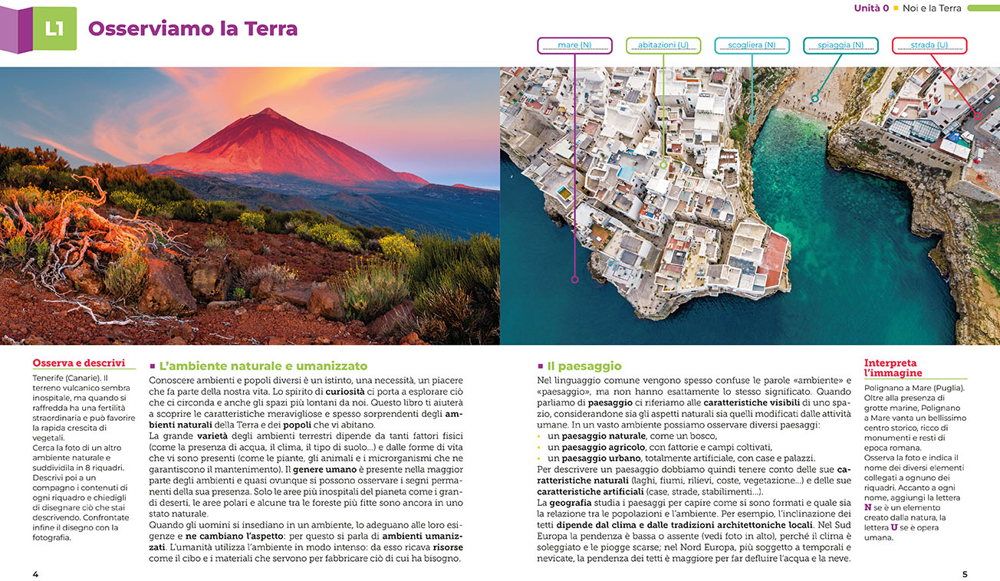 L1
Osserviamo la Terra
Unità 0 ■ Noi e la Terra
mare (N)
abitazioni (U)
scogliera (N)
spiaggia (N)
strada (U)
Osserva e descrivi
Tenerife (Canarie). Il
terreno vulcanico sembra
inospitale, ma quando si
raffredda ha una fertilità
straordinaria e può favorire
la rapida crescita di
vegetali.
Cerca la foto di un altro
ambiente naturale e
suddividila in 8 riquadri.
Descrivi poi a un
compagno i contenuti di
ogni riquadro e chiedigli
di disegnare ciò che stai
descrivendo. Confrontate
infine il disegno con la
fotografia.
■ L'ambiente naturale e umanizzato
Conoscere ambienti e popoli diversi è un istinto, una necessità, un piacere
che fa parte della nostra vita. Lo spirito di curiosità ci porta a esplorare ciò
che ci circonda e anche gli spazi più lontani da noi. Questo libro ti aiuterà
a scoprire le caratteristiche meravigliose e spesso sorprendenti degli am-
bienti naturali della Terra e dei popoli che vi abitano.
La grande varietà degli ambienti terrestri dipende da tanti fattori fisici
(come la presenza di acqua, il clima, il tipo di suolo...) e dalle forme di vita
che vi sono presenti (come le piante, gli animali e i microrganismi che ne
garantiscono il mantenimento). Il genere umano è presente nella maggior
parte degli ambienti e quasi ovunque si possono osservare i segni perma-
nenti della sua presenza. Solo le aree più inospitali del pianeta come i gran-
di deserti, le aree polari e alcune tra le foreste più fitte sono ancora in uno
stato naturale.
Quando gli uomini si insediano in un ambiente, lo adeguano alle loro esi-
genze e ne cambiano l'aspetto: per questo si parla di ambienti umaniz-
zati. L'umanità utilizza l'ambiente in modo intenso: da esso ricava risorse
come il cibo e i materiali che servono per fabbricare ciò di cui ha bisogno.
4
■ Il paesaggio
Nel linguaggio comune vengono spesso confuse le parole «ambiente» e
«paesaggio», ma non hanno esattamente lo stesso significato. Quando
parliamo di paesaggio ci riferiamo alle caratteristiche visibili di uno spa-
zio, considerandone sia gli aspetti naturali sia quelli modificati dalle attività
umane. In un vasto ambiente possiamo osservare diversi paesaggi:
• un paesaggio naturale, come un bosco,
• un paesaggio agricolo, con fattorie e campi coltivati,
• un paesaggio urbano, totalmente artificiale, con case e palazzi.
Per descrivere un paesaggio dobbiamo quindi tenere conto delle sue ca-
ratteristiche naturali (laghi, fiumi, rilievi, coste, vegetazione...) e delle sue
caratteristiche artificiali (case, strade, stabilimenti...).
La geografia studia i paesaggi per capire come si sono formati e quale sia
la relazione tra le popolazioni e l'ambiente. Per esempio, l'inclinazione dei
tetti dipende dal clima e dalle tradizioni architettoniche locali. Nel Sud
Europa la pendenza è bassa o assente (vedi foto in alto), perché il clima è
soleggiato e le piogge scarse; nel Nord Europa, più soggetto a temporali e
nevicate, la pendenza dei tetti è maggiore per far defluire l'acqua e la neve.
Interpreta
l'immagine
Polignano a Mare (Puglia).
Oltre alla presenza di
grotte marine, Polignano
a Mare vanta un bellissimo
centro storico, ricco di
monumenti e resti di
epoca romana.
Osserva la foto e indica il
nome dei diversi elementi
collegati a ognuno dei
riquadri. Accanto a ogni
nome, aggiungi la lettera
N se è un elemento
creato dalla natura, la
lettera U se è opera
umana.
5